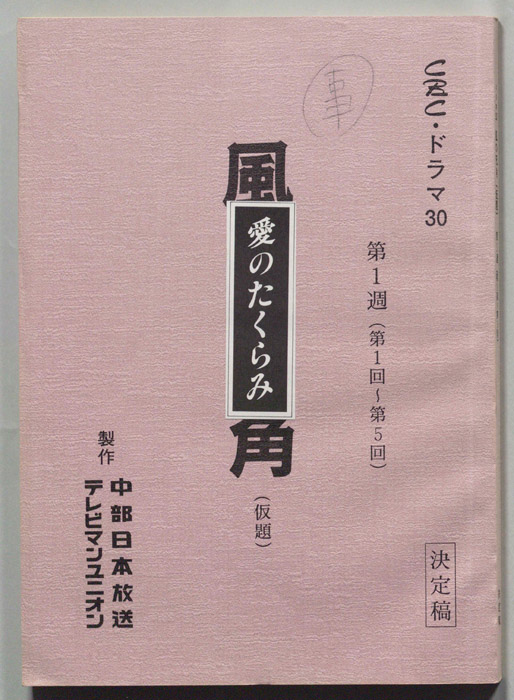 CBC・ドラマ30
第1週（第1回～第5回）
決定稿
風
愛のたくらみ
角
（仮題）
製作
中部日本放送
テレビマンユニオン